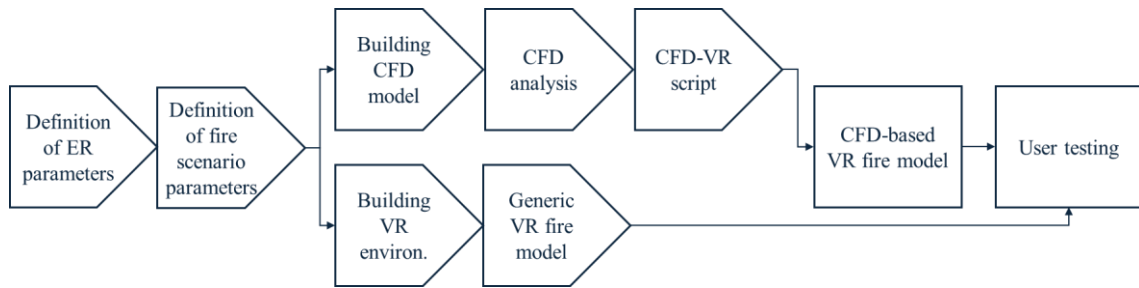 Definition
of ER
parameters
Definition
of fire
scenario
parameters
Building
CFD
model
CFD
analysis
CFD-VR
script
Building
VR
environ.
Generic
VR fire
model
CFD-based
VR fire model
User testing